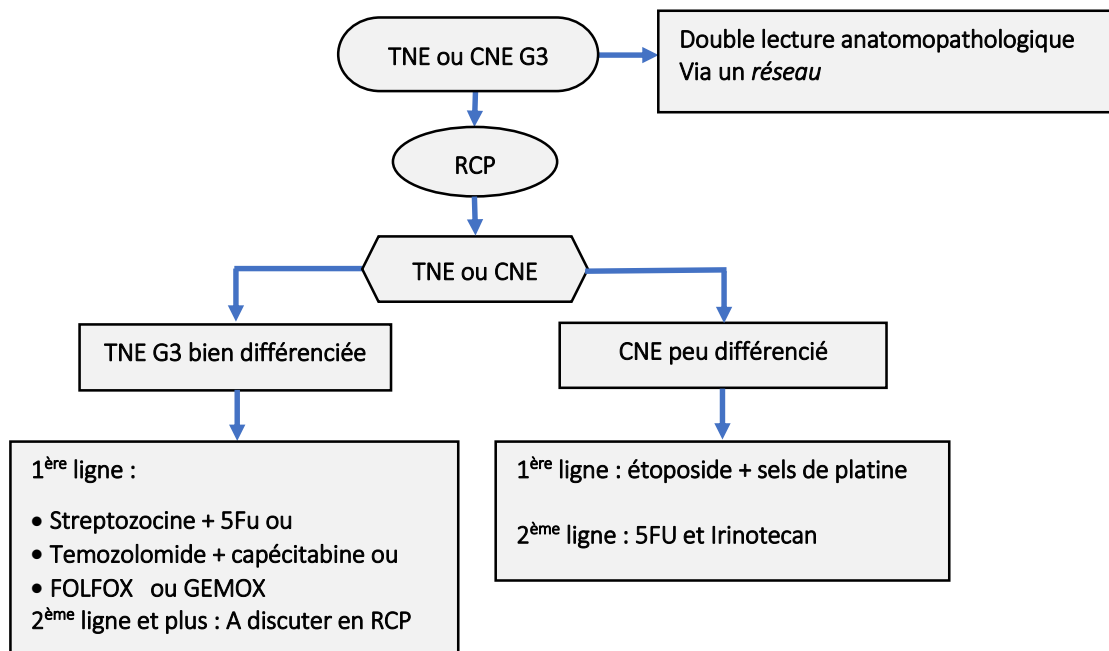 TNE ou CNE G3
Double lecture anatomopathologique
Via un réseau
RCP
TNE ou CNE
TNE G3 bien différenciée
CNE peu différencié
1ère ligne :
• Streptozocine + 5Fu ou
• Temozolomide + capécitabine ou
• FOLFOX ou GEMOX
2ème ligne et plus : A discuter en RCP
1ère ligne : étoposide + sels de platine
2ème ligne : 5FU et Irinotecan